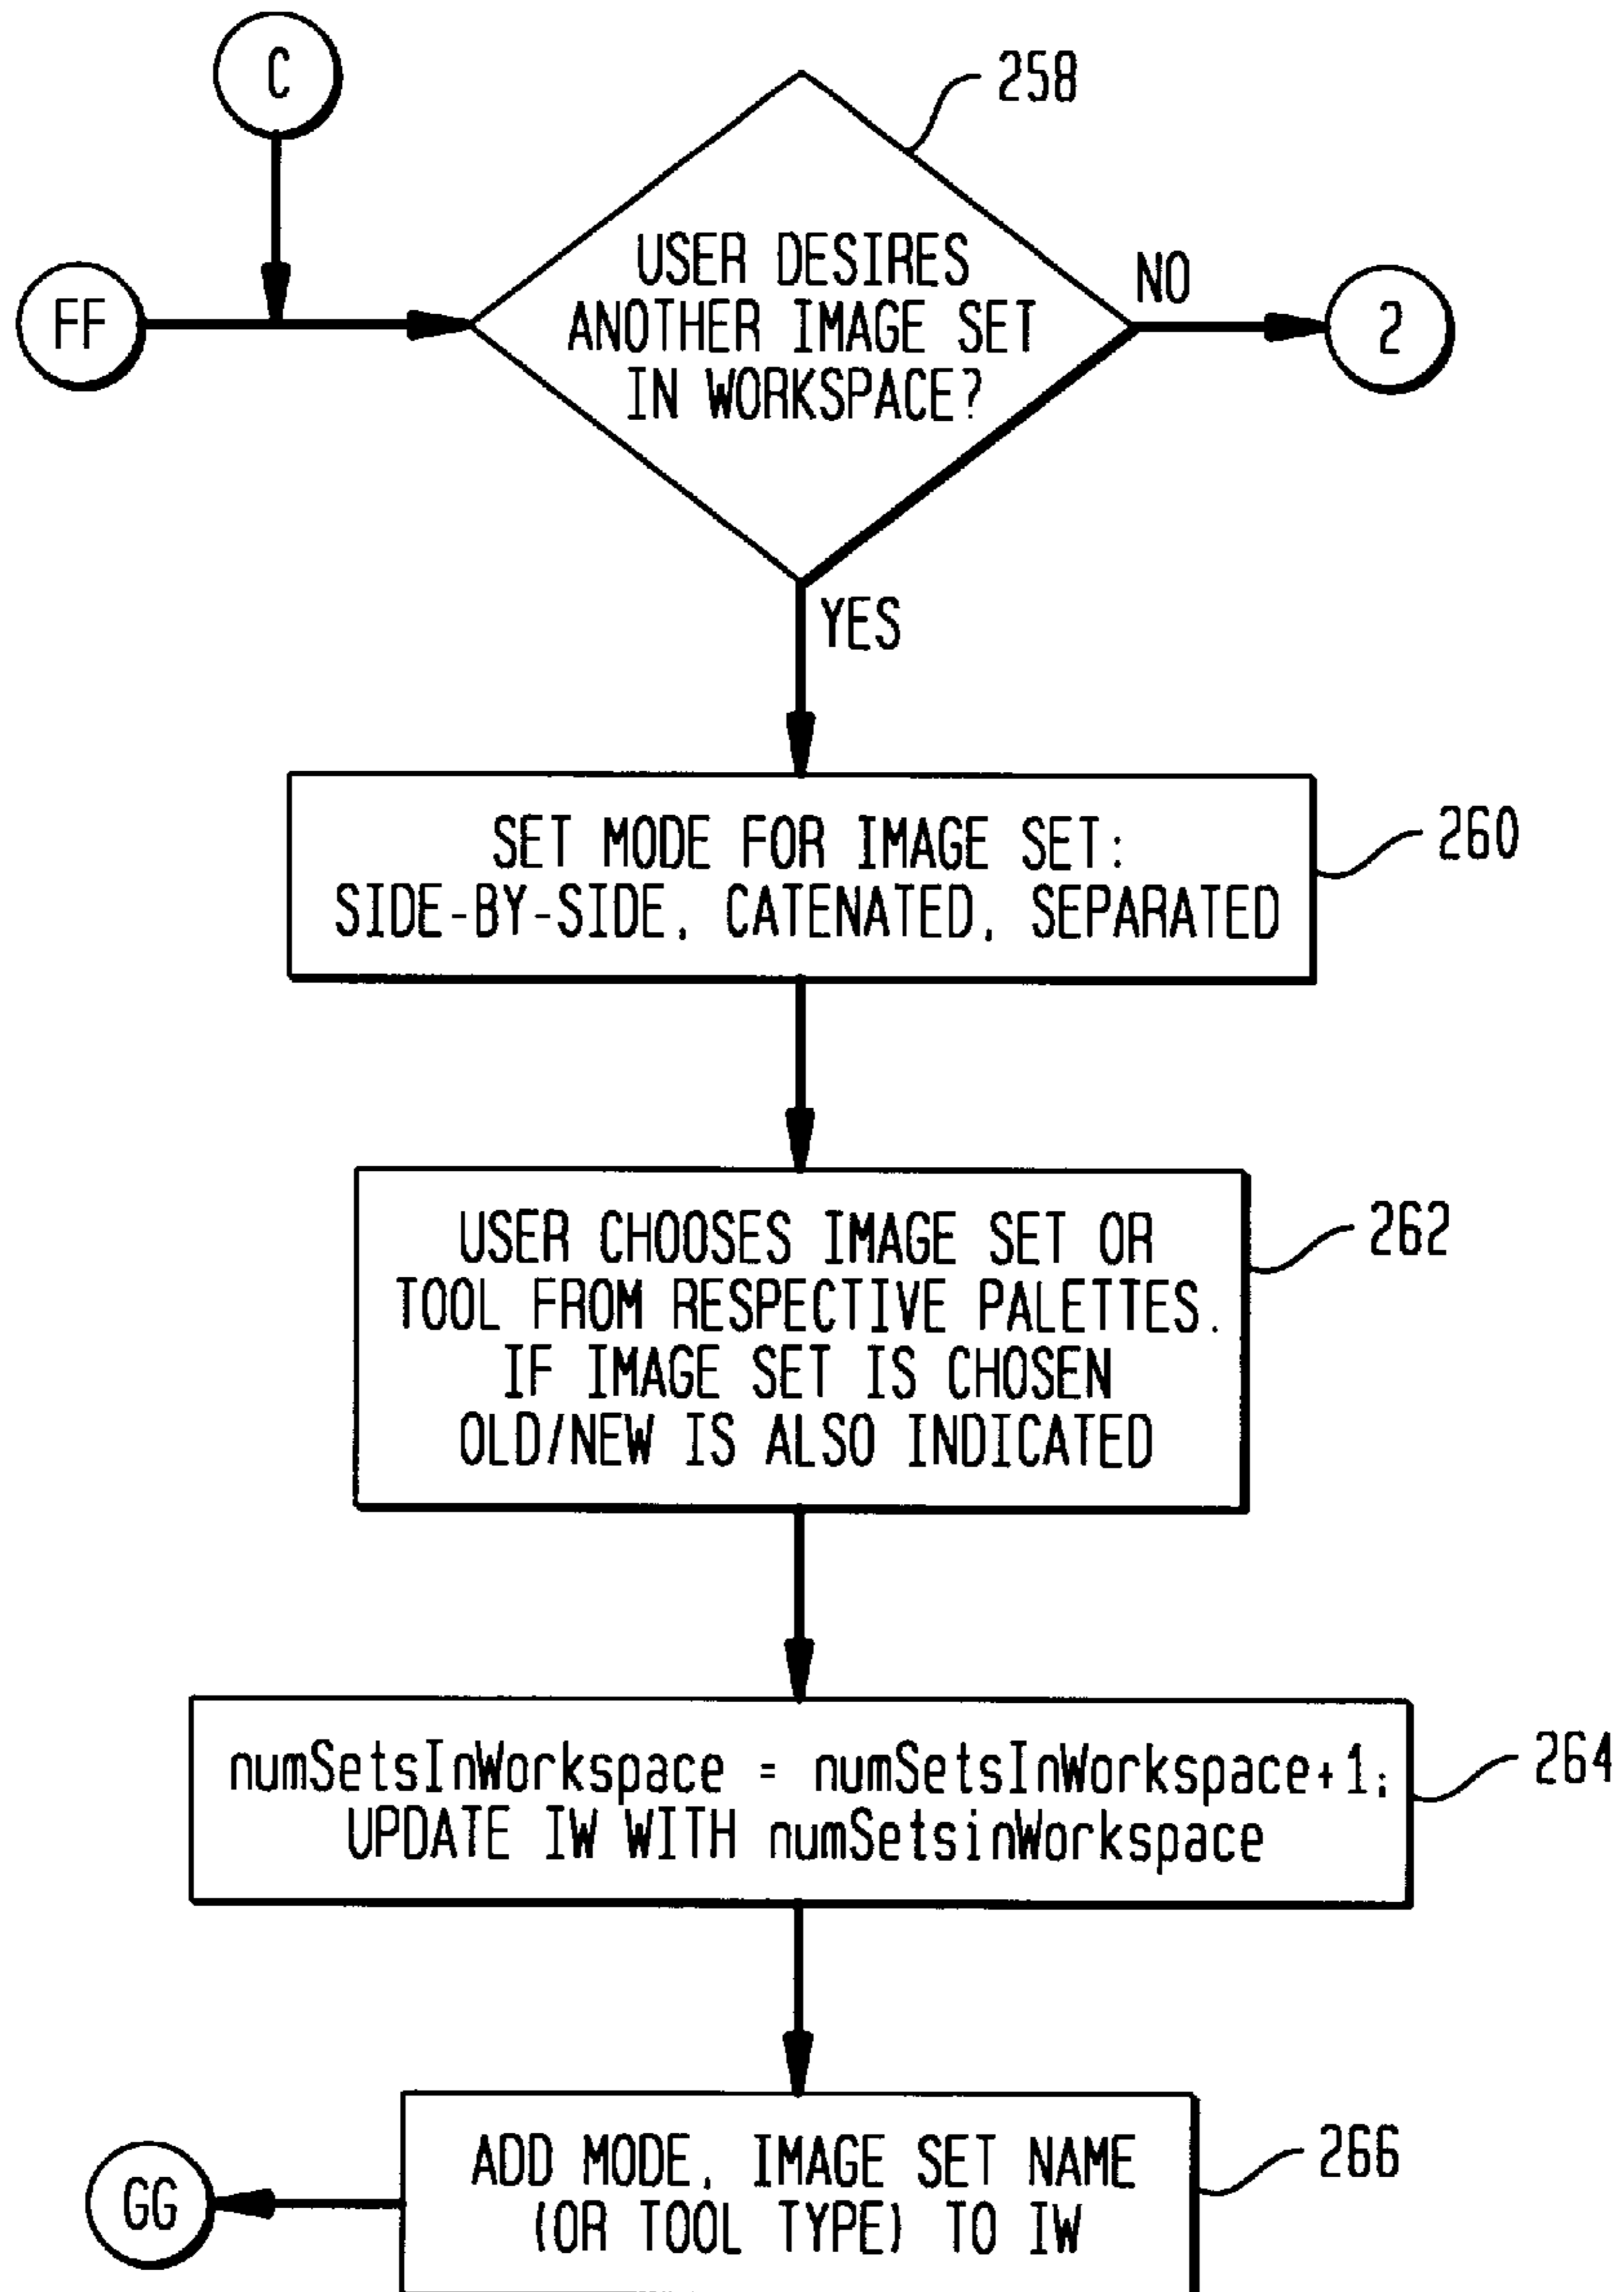 C
258
USER DESIRES
ANOTHER IMAGE SET
IN WORKSPACE?
NO
FF
2
YES
SET MODE FOR IMAGE SET:
SIDE-BY-SIDE, CATENATED, SEPARATED
260
USER CHOOSES IMAGE SET OR
TOOL FROM RESPECTIVE PALETTES.
IF IMAGE SET IS CHOSEN
OLD/NEW IS ALSO INDICATED
262
numSetsInWorkspace = numSetsInWorkspace+1;
UPDATE IW WITH numSetsinWorkspace
264
ADD MODE, IMAGE SET NAME
(OR TOOL TYPE) TO IW
266
GG